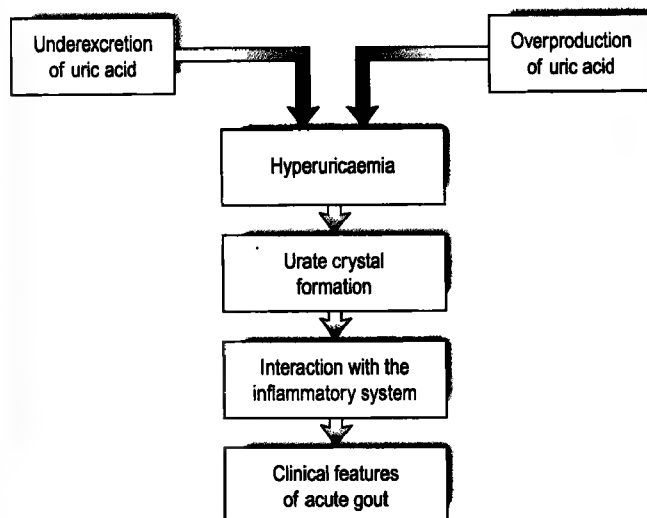 Underexcretion
of uric acid
Overproduction
of uric acid
Hyperuricaemia
Urate crystal
formation
Interaction with the
inflammatory system
Clinical features
of acute gout